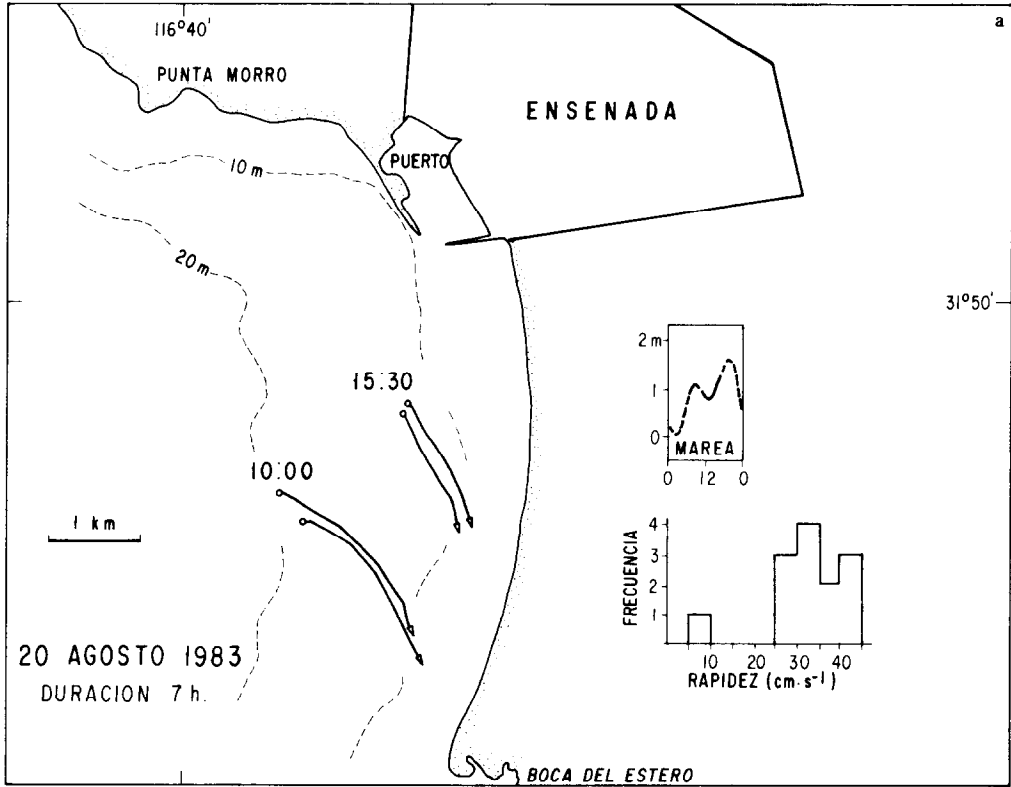 a
116°40'
PUNTA MORRO
ENSENADA
PUERTO
10 m
20 m
31°50'
15:30
2 m
1
0
MAREA
0 12 0
10:00
1 km
FRECUENCIA
4
3
2
1
10 20 30 40
RAPIDEZ (cm·s⁻¹)
20 AGOSTO 1983
DURACION 7 h.
BOCA DEL ESTERO